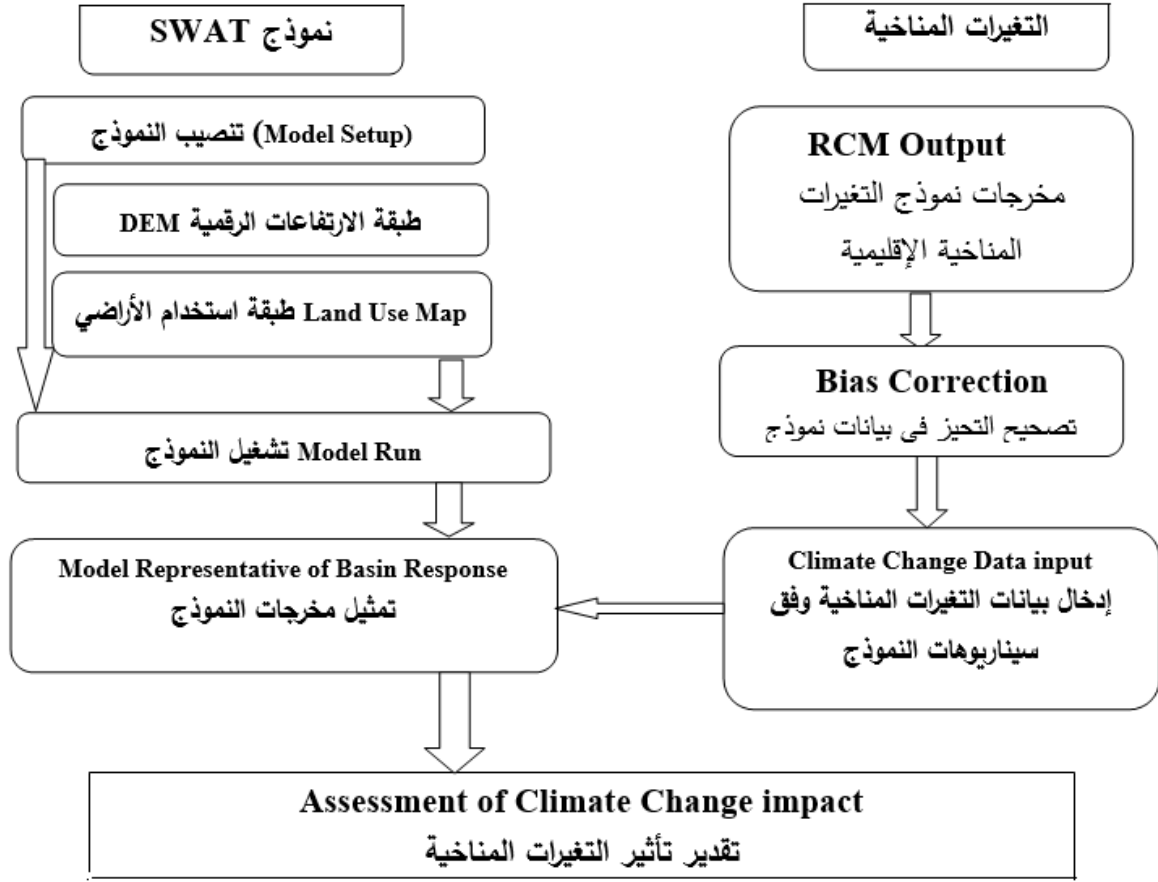 نموذج SWAT
تنصيب النموذج (Model Setup)
طبقة الارتفاعات الرقمية DEM
طبقة استخدام الأراضي Land Use Map
تشغيل النموذج Model Run
Model Representative of Basin Response
تمثيل مخرجات النموذج
التغيرات المناخية
RCM Output
مخرجات نموذج التغيرات
المناخية الإقليمية
Bias Correction
تصحيح التحيز في بيانات نموذج
Climate Change Data input
إدخال بيانات التغيرات المناخية وفق
سيناريوهات النموذج
Assessment of Climate Change impact
تقدير تأثير التغيرات المناخية